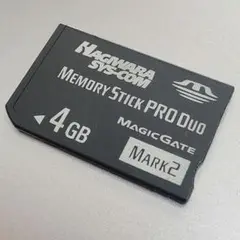 HAGIWARA
SYS-COM
MEMORY STICK PRO DUO
4GB
MAGICGATE
MARK2